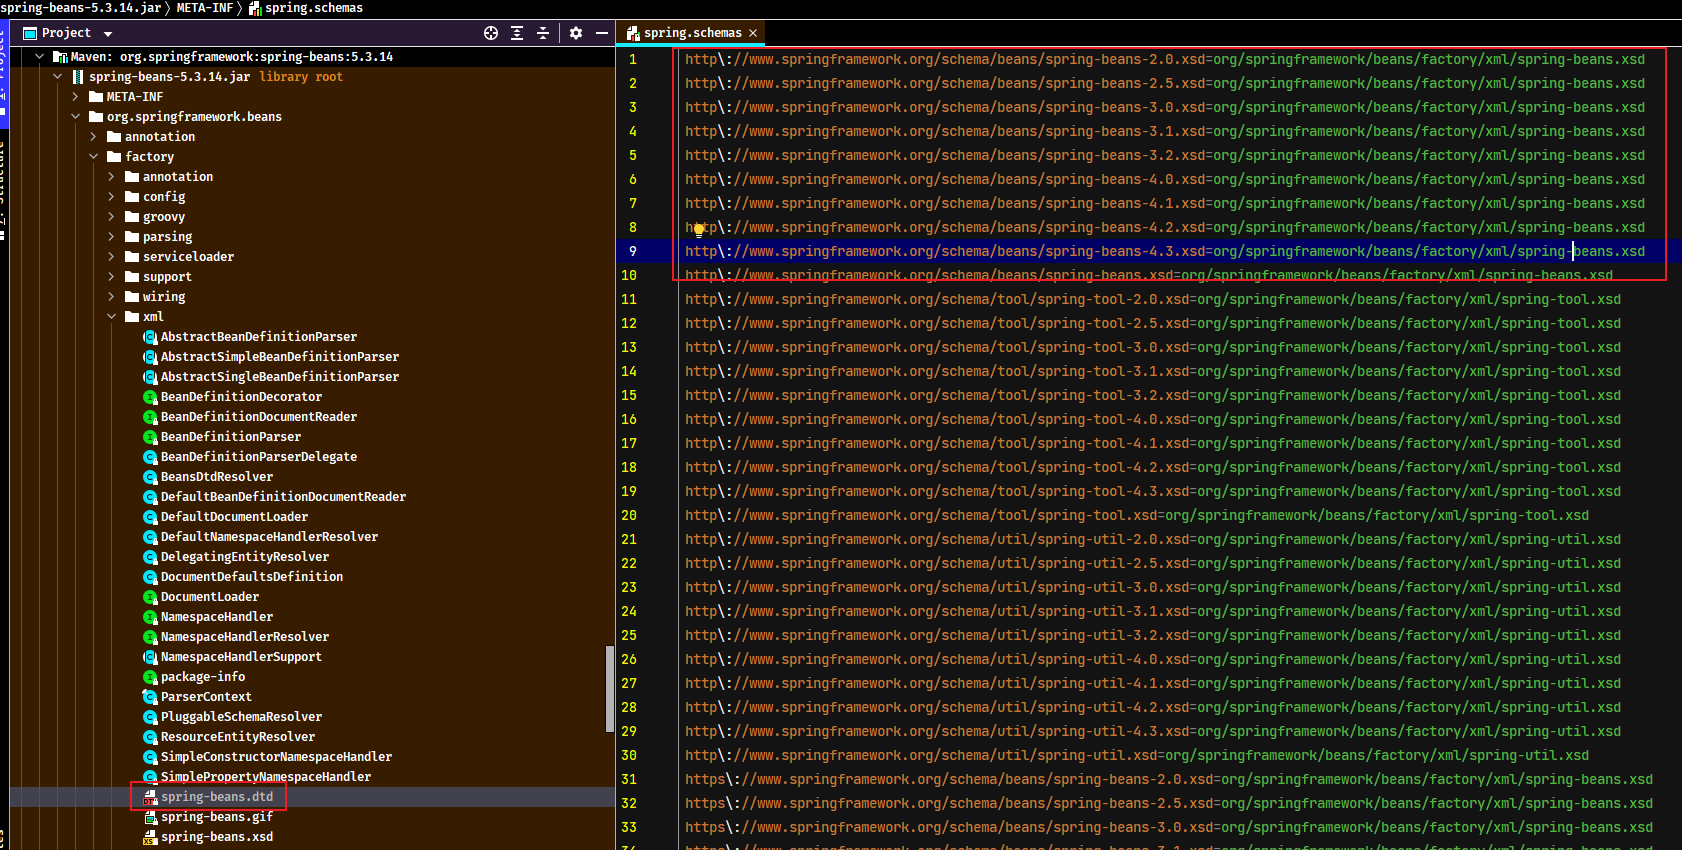 spring-beans-5.3.14.jar › META-INF › spring.schemas
Project
spring.schemas ×
Maven: org.springframework:spring-beans:5.3.14
spring-beans-5.3.14.jar library root
META-INF
org.springframework.beans
annotation
factory
annotation
config
groovy
parsing
serviceloader
support
wiring
xml
AbstractBeanDefinitionParser
AbstractSimpleBeanDefinitionParser
AbstractSingleBeanDefinitionParser
BeanDefinitionDecorator
BeanDefinitionDocumentReader
BeanDefinitionParser
BeanDefinitionParserDelegate
BeansDtdResolver
DefaultBeanDefinitionDocumentReader
DefaultDocumentLoader
DefaultNamespaceHandlerResolver
DelegatingEntityResolver
DocumentDefaultsDefinition
DocumentLoader
NamespaceHandler
NamespaceHandlerResolver
NamespaceHandlerSupport
package-info
ParserContext
PluggableSchemaResolver
ResourceEntityResolver
SimpleConstructorNamespaceHandler
SimplePropertyNamespaceHandler
spring-beans.dtd
spring-beans.gif
spring-beans.xsd
1 http\://www.springframework.org/schema/beans/spring-beans-2.0.xsd=org/springframework/beans/factory/xml/spring-beans.xsd
2 http\://www.springframework.org/schema/beans/spring-beans-2.5.xsd=org/springframework/beans/factory/xml/spring-beans.xsd
3 http\://www.springframework.org/schema/beans/spring-beans-3.0.xsd=org/springframework/beans/factory/xml/spring-beans.xsd
4 http\://www.springframework.org/schema/beans/spring-beans-3.1.xsd=org/springframework/beans/factory/xml/spring-beans.xsd
5 http\://www.springframework.org/schema/beans/spring-beans-3.2.xsd=org/springframework/beans/factory/xml/spring-beans.xsd
6 http\://www.springframework.org/schema/beans/spring-beans-4.0.xsd=org/springframework/beans/factory/xml/spring-beans.xsd
7 http\://www.springframework.org/schema/beans/spring-beans-4.1.xsd=org/springframework/beans/factory/xml/spring-beans.xsd
8 http\://www.springframework.org/schema/beans/spring-beans-4.2.xsd=org/springframework/beans/factory/xml/spring-beans.xsd
9 http\://www.springframework.org/schema/beans/spring-beans-4.3.xsd=org/springframework/beans/factory/xml/spring-beans.xsd
10 http\://www.springframework.org/schema/beans/spring-beans.xsd=org/springframework/beans/factory/xml/spring-beans.xsd
11 http\://www.springframework.org/schema/tool/spring-tool-2.0.xsd=org/springframework/beans/factory/xml/spring-tool.xsd
12 http\://www.springframework.org/schema/tool/spring-tool-2.5.xsd=org/springframework/beans/factory/xml/spring-tool.xsd
13 http\://www.springframework.org/schema/tool/spring-tool-3.0.xsd=org/springframework/beans/factory/xml/spring-tool.xsd
14 http\://www.springframework.org/schema/tool/spring-tool-3.1.xsd=org/springframework/beans/factory/xml/spring-tool.xsd
15 http\://www.springframework.org/schema/tool/spring-tool-3.2.xsd=org/springframework/beans/factory/xml/spring-tool.xsd
16 http\://www.springframework.org/schema/tool/spring-tool-4.0.xsd=org/springframework/beans/factory/xml/spring-tool.xsd
17 http\://www.springframework.org/schema/tool/spring-tool-4.1.xsd=org/springframework/beans/factory/xml/spring-tool.xsd
18 http\://www.springframework.org/schema/tool/spring-tool-4.2.xsd=org/springframework/beans/factory/xml/spring-tool.xsd
19 http\://www.springframework.org/schema/tool/spring-tool-4.3.xsd=org/springframework/beans/factory/xml/spring-tool.xsd
20 http\://www.springframework.org/schema/tool/spring-tool.xsd=org/springframework/beans/factory/xml/spring-tool.xsd
21 http\://www.springframework.org/schema/util/spring-util-2.0.xsd=org/springframework/beans/factory/xml/spring-util.xsd
22 http\://www.springframework.org/schema/util/spring-util-2.5.xsd=org/springframework/beans/factory/xml/spring-util.xsd
23 http\://www.springframework.org/schema/util/spring-util-3.0.xsd=org/springframework/beans/factory/xml/spring-util.xsd
24 http\://www.springframework.org/schema/util/spring-util-3.1.xsd=org/springframework/beans/factory/xml/spring-util.xsd
25 http\://www.springframework.org/schema/util/spring-util-3.2.xsd=org/springframework/beans/factory/xml/spring-util.xsd
26 http\://www.springframework.org/schema/util/spring-util-4.0.xsd=org/springframework/beans/factory/xml/spring-util.xsd
27 http\://www.springframework.org/schema/util/spring-util-4.1.xsd=org/springframework/beans/factory/xml/spring-util.xsd
28 http\://www.springframework.org/schema/util/spring-util-4.2.xsd=org/springframework/beans/factory/xml/spring-util.xsd
29 http\://www.springframework.org/schema/util/spring-util-4.3.xsd=org/springframework/beans/factory/xml/spring-util.xsd
30 http\://www.springframework.org/schema/util/spring-util.xsd=org/springframework/beans/factory/xml/spring-util.xsd
31 https\://www.springframework.org/schema/beans/spring-beans-2.0.xsd=org/springframework/beans/factory/xml/spring-beans.xsd
32 https\://www.springframework.org/schema/beans/spring-beans-2.5.xsd=org/springframework/beans/factory/xml/spring-beans.xsd
33 https\://www.springframework.org/schema/beans/spring-beans-3.0.xsd=org/springframework/beans/factory/xml/spring-beans.xsd